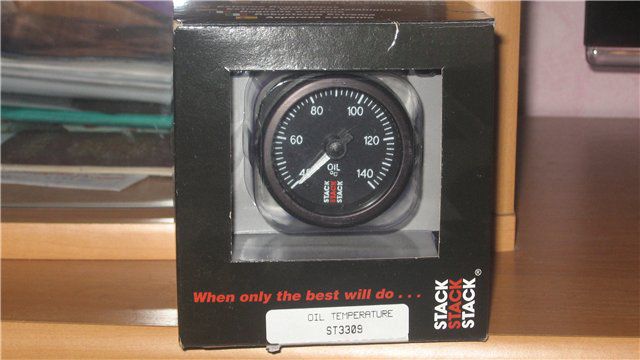 80 100
60 120
40 140
OIL
°C
STACK
STACK
STACK
When only the best will do . . .
STACK
STACK
STACK®
OIL TEMPERATURE
ST3309